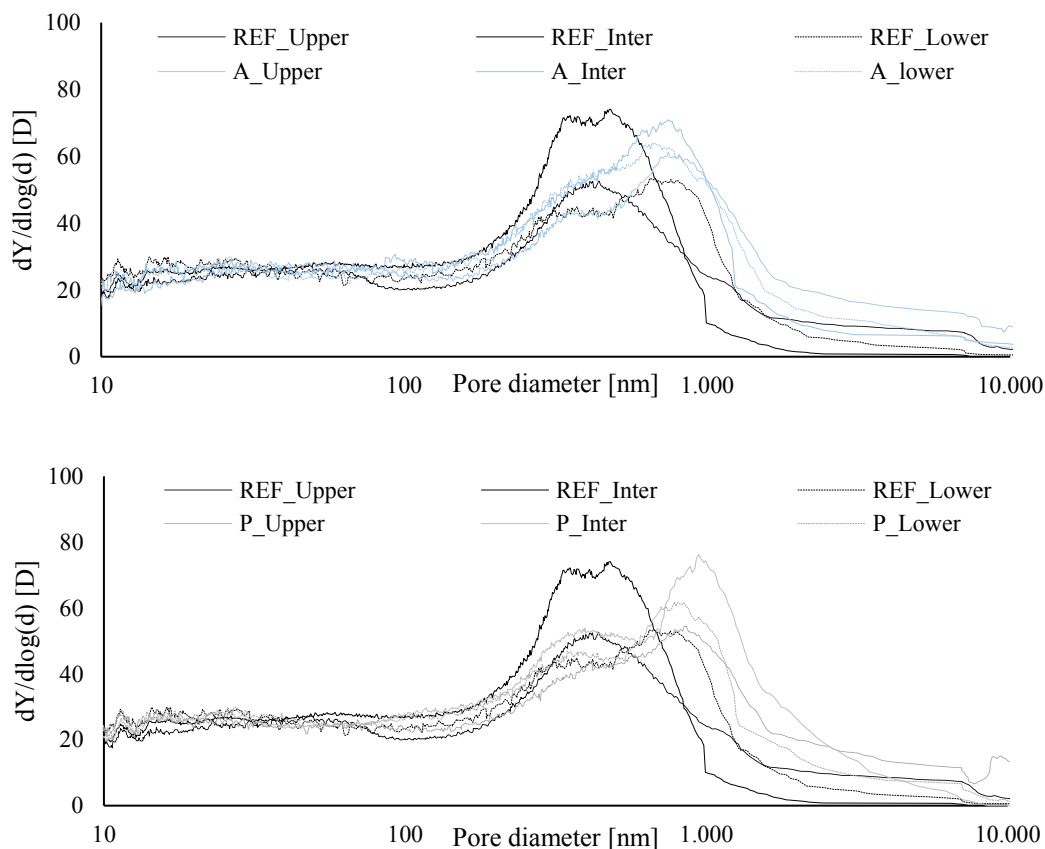 100
REF_Upper REF_Inter REF_Lower
A_Upper A_Inter A_lower
80
60
40
20
0
dY/dlog(d) [D]
10 100 1.000 10.000
Pore diameter [nm]
100
REF_Upper REF_Inter REF_Lower
P_Upper P_Inter P_Lower
80
60
40
20
0
dY/dlog(d) [D]
10 100 1.000 10.000
Pore diameter [nm]